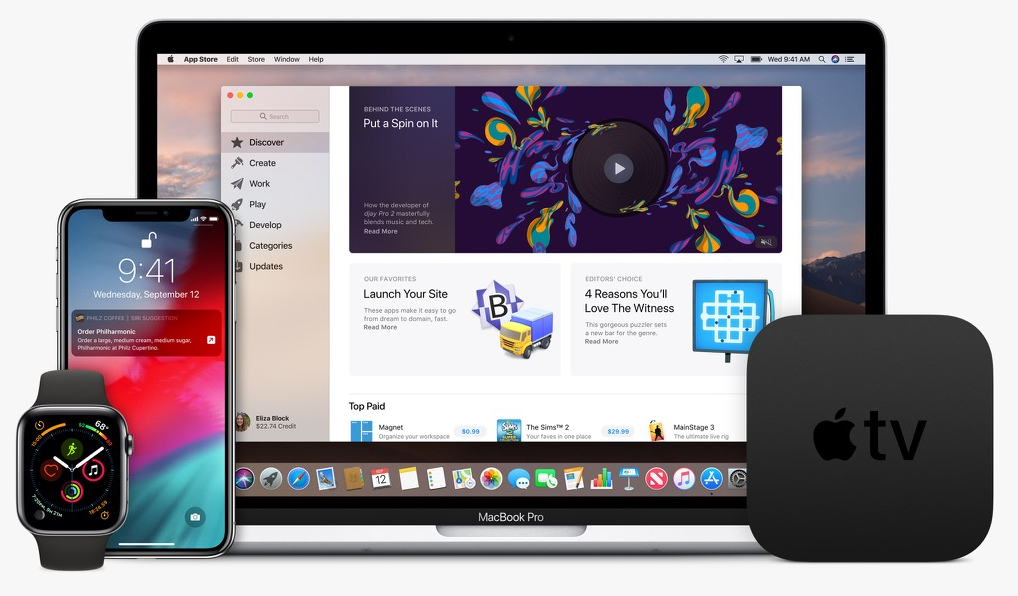 App Store Edit Store Window Help
Wed 9:41 AM
Search
Discover
Create
Work
Play
Develop
Categories
Updates
Eliza Block
$22.74 Credit
BEHIND THE SCENES
Put a Spin on It
How the developer of
djay Pro 2 masterfully
blends music and tech.
Read More
OUR FAVORITES
Launch Your Site
These apps make it easy to go
from dream to domain, fast.
Read More
EDITORS' CHOICE
4 Reasons You'll
Love The Witness
This gorgeous puzzler sets
a new bar for the genre.
Read More
Top Paid
Magnet
Organize your workspace
$0.99
The Sims™ 2
Your faves in one place
$29.99
MainStage 3
The ultimate live rig
12
MacBook Pro
9:41
Wednesday, September 12
PHILZ COFFEE | SIRI SUGGESTION
Order Philharmonic
Order a large, medium cream, medium sugar,
Philharmonic at Philz Cupertino.
68°
tv